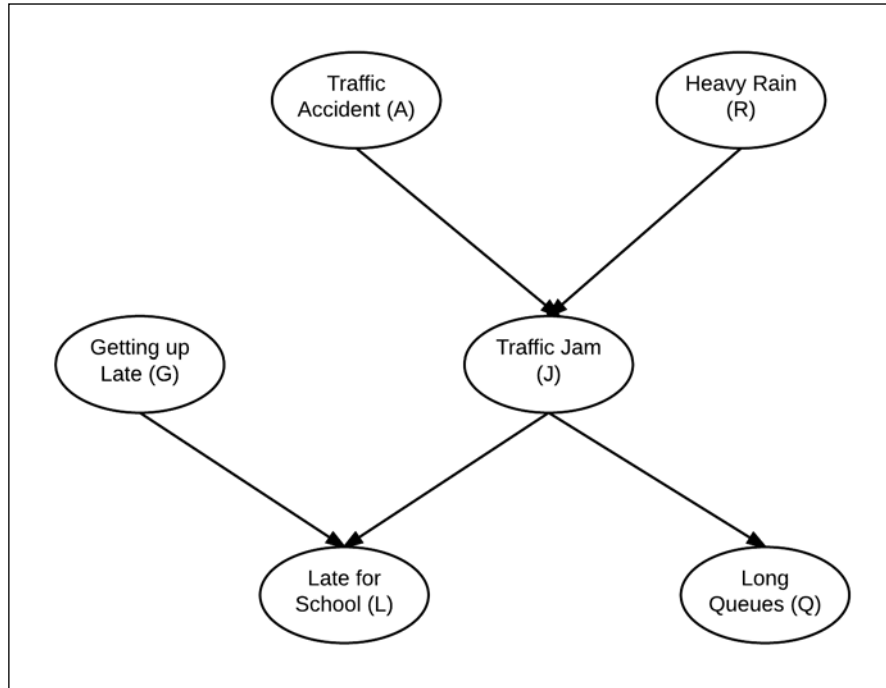 Traffic
Accident (A)
Heavy Rain
(R)
Getting up
Late (G)
Traffic Jam
(J)
Late for
School (L)
Long
Queues (Q)